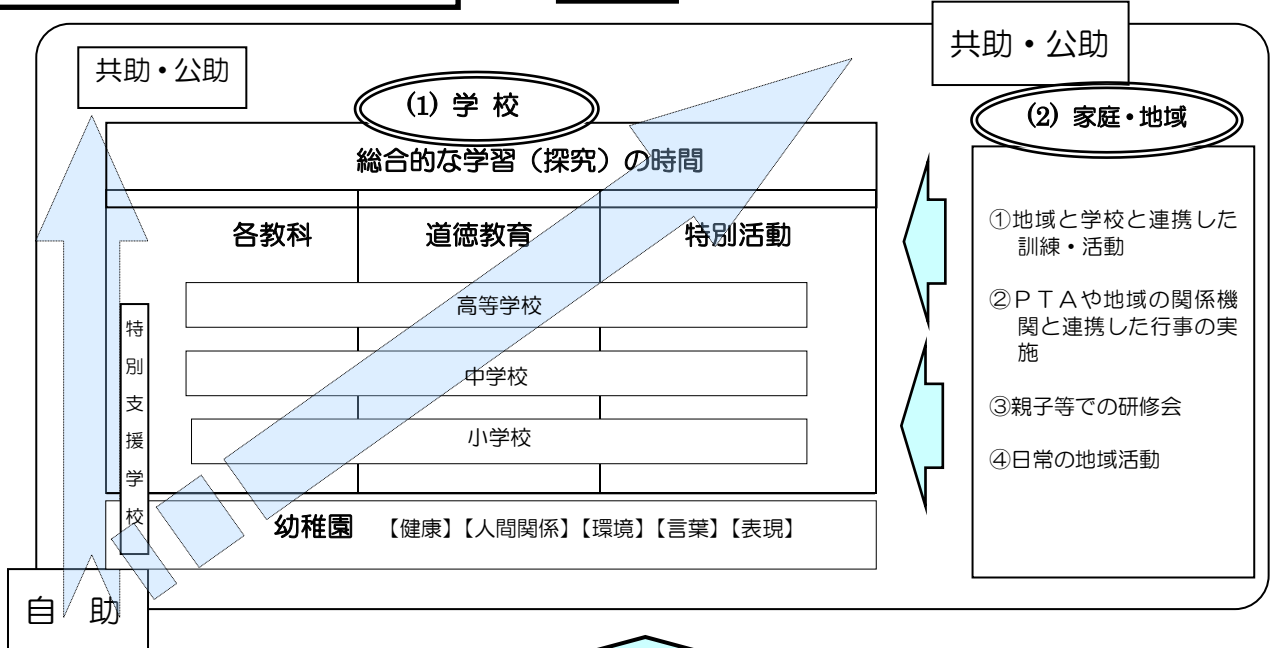 共助・公助
共助・公助
(1) 学 校
(2) 家庭・地域
総合的な学習（探究）の時間
各教科
道徳教育
特別活動
高等学校
中学校
小学校
特別支援学校
幼稚園 【健康】【人間関係】【環境】【言葉】【表現】
①地域と学校と連携した
訓練・活動
②ＰＴＡや地域の関係機
関と連携した行事の実
施
③親子等での研修会
④日常の地域活動
自 助